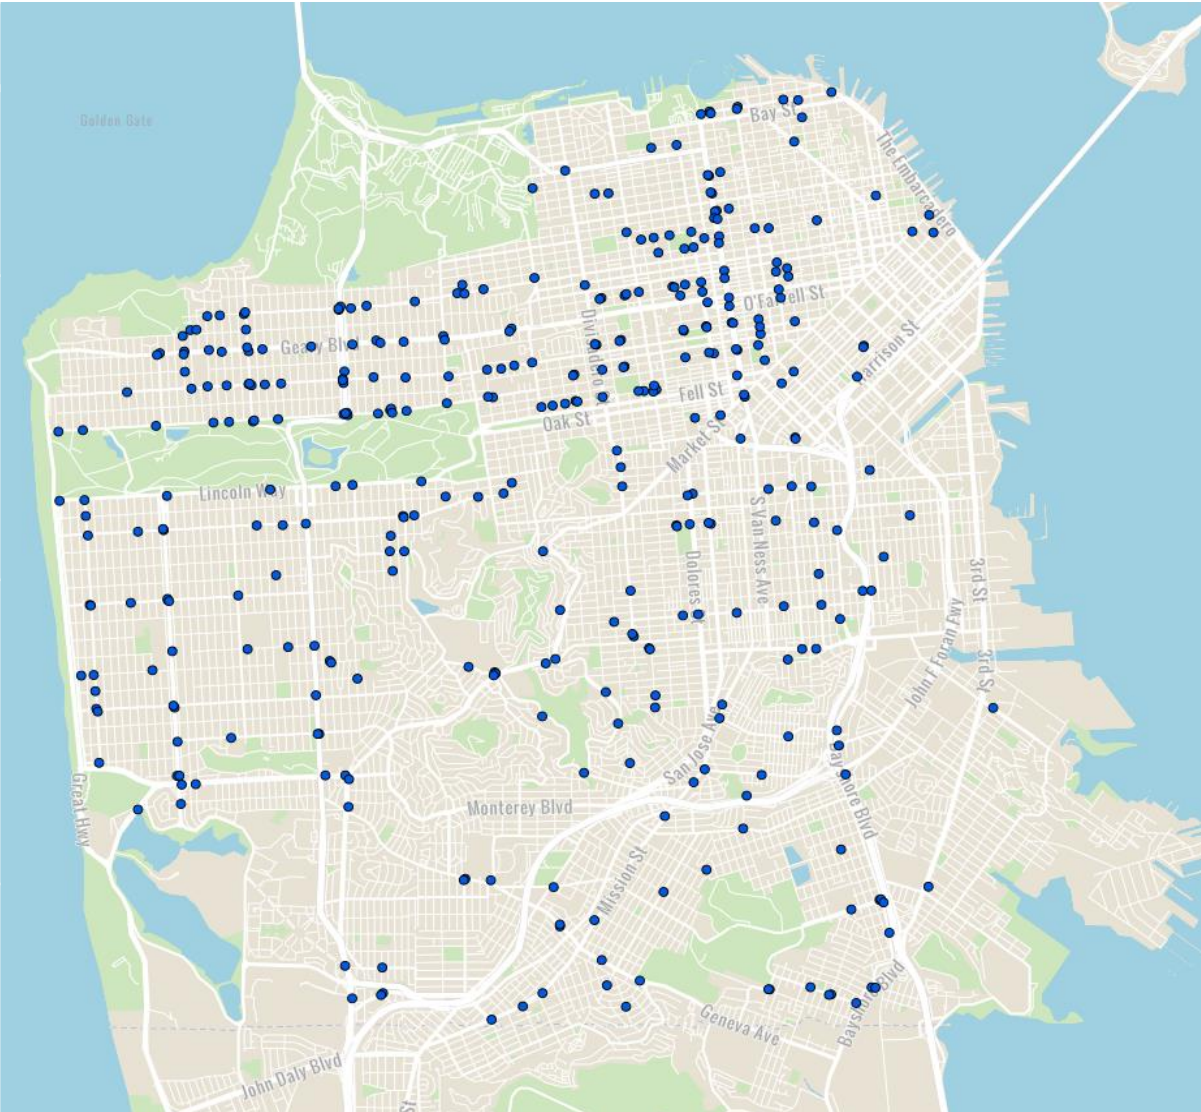 Golden Gate
Bay St
The Embarcadero
O'Farrell St
Divisadero
Geary Blvd
Harrison St
Fell St
Oak St
Market St
Lincoln Way
S Van Ness Ave
Dolores St
3rd St
John F Foran Fwy
3rd St
San Jose Ave
Great Hwy
Monterey Blvd
Bayshore Blvd
Mission St
Bayshore Blvd
Geneva Ave
John Daly Blvd
St